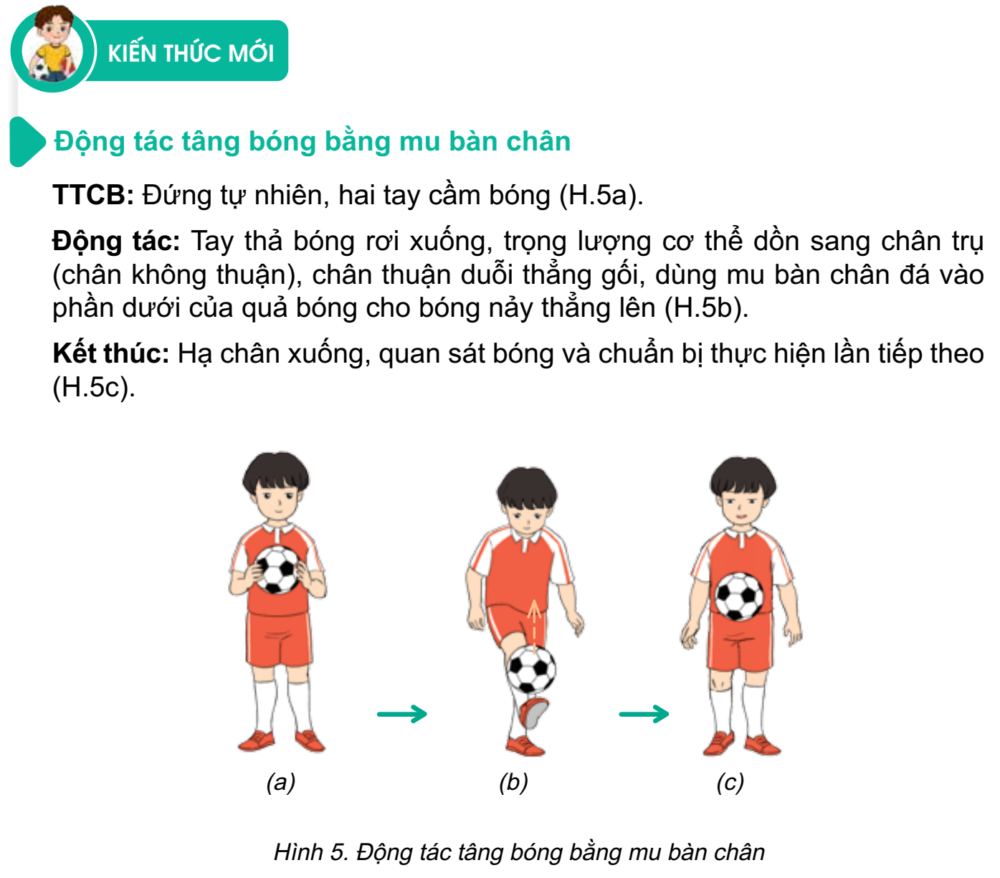 KIẾN THỨC MỚI
Động tác tâng bóng bằng mu bàn chân
TTCB: Đứng tự nhiên, hai tay cầm bóng (H.5a).
Động tác: Tay thả bóng rơi xuống, trọng lượng cơ thể dồn sang chân trụ
(chân không thuận), chân thuận duỗi thẳng gối, dùng mu bàn chân đá vào
phần dưới của quả bóng cho bóng nảy thẳng lên (H.5b).
Kết thúc: Hạ chân xuống, quan sát bóng và chuẩn bị thực hiện lần tiếp theo
(H.5c).
(a)
(b)
(c)
Hình 5. Động tác tâng bóng bằng mu bàn chân